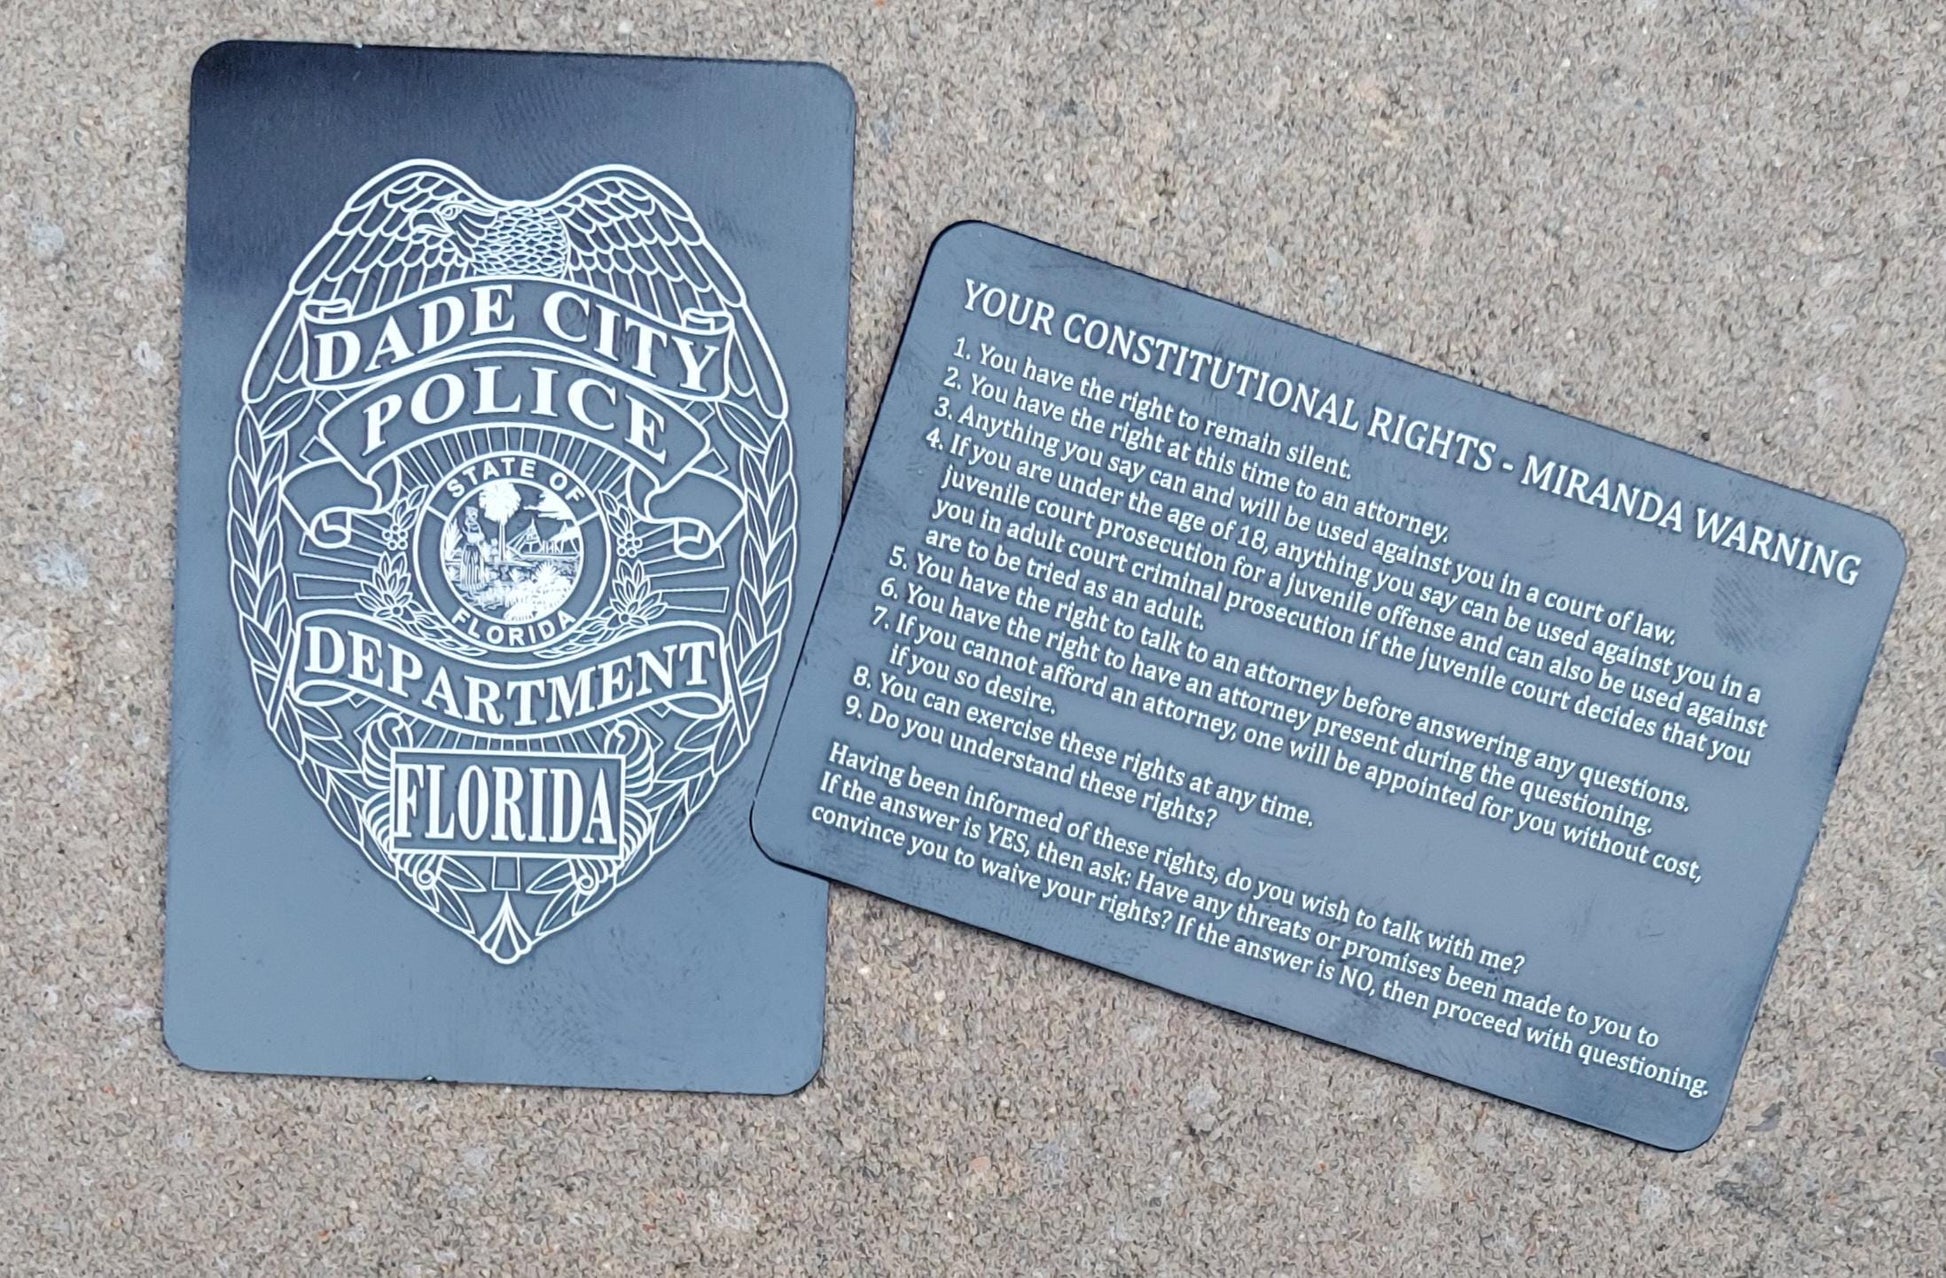 DADE CITY
POLICE
STATE OF
FLORIDA
DEPARTMENT
FLORIDA
YOUR CONSTITUTIONAL RIGHTS - MIRANDA WARNING
1. You have the right to remain silent.
2. You have the right at this time to an attorney.
3. Anything you say can and will be used against you in a court of law.
4. If you are under the age of 18, anything you say can be used against you in a
juvenile court prosecution for a juvenile offense and can also be used against
you in adult court criminal prosecution if the juvenile court decides that you
are to be tried as an adult.
5. You have the right to talk to an attorney before answering any questions.
6. You have the right to have an attorney present during the questioning.
7. If you cannot afford an attorney, one will be appointed for you without cost,
if you so desire.
8. You can exercise these rights at any time.
9. Do you understand these rights?
Having been informed of these rights, do you wish to talk with me?
If the answer is YES, then ask: Have any threats or promises been made to you to
convince you to waive your rights? If the answer is NO, then proceed with questioning.